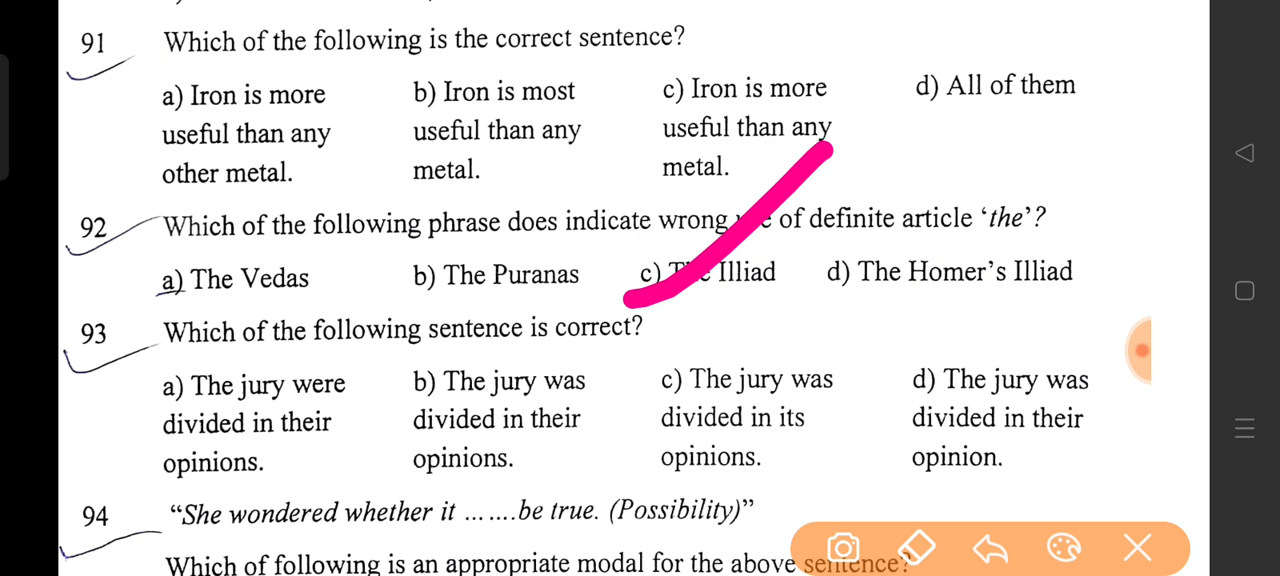 91 Which of the following is the correct sentence?
a) Iron is more useful than any other metal.
b) Iron is most useful than any metal.
c) Iron is more useful than any metal.
d) All of them
92 Which of the following phrase does indicate wrong of definite article ‘the’?
a) The Vedas b) The Puranas c) The Illiad d) The Homer’s Illiad
93 Which of the following sentence is correct?
a) The jury were divided in their opinions.
b) The jury was divided in their opinions.
c) The jury was divided in its opinions.
d) The jury was divided in their opinion.
94 “She wondered whether it .......be true. (Possibility)”
Which of following is an appropriate modal for the above sentence?